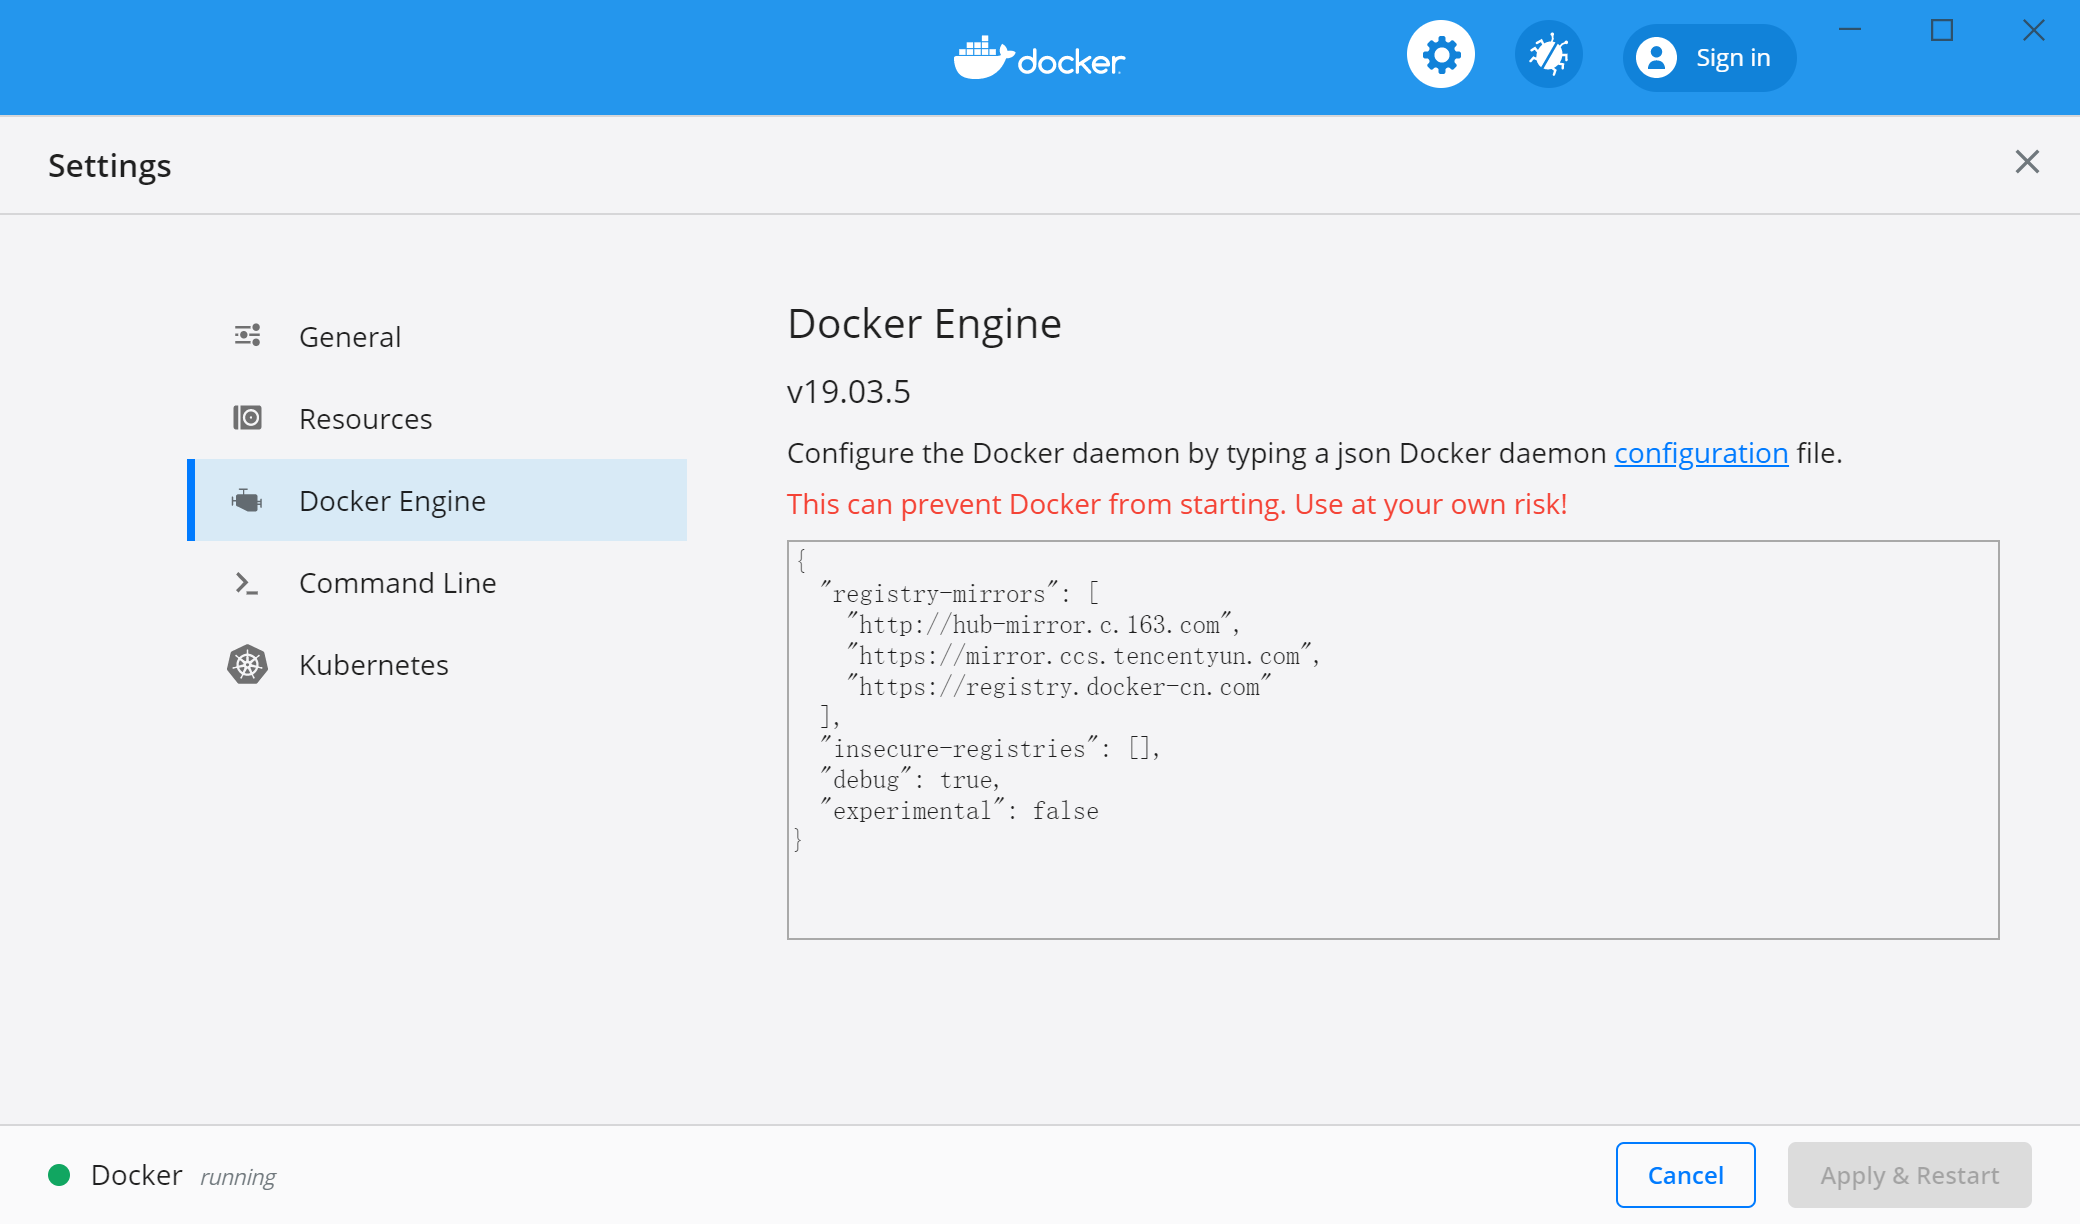 docker
Sign in
Settings
General
Resources
Docker Engine
Command Line
Kubernetes
Docker Engine
v19.03.5
Configure the Docker daemon by typing a json Docker daemon configuration file.
This can prevent Docker from starting. Use at your own risk!
{
  "registry-mirrors": [
    "http://hub-mirror.c.163.com",
    "https://mirror.ccs.tencentyun.com",
    "https://registry.docker-cn.com"
  ],
  "insecure-registries": [],
  "debug": true,
  "experimental": false
}
Docker running
Cancel
Apply & Restart